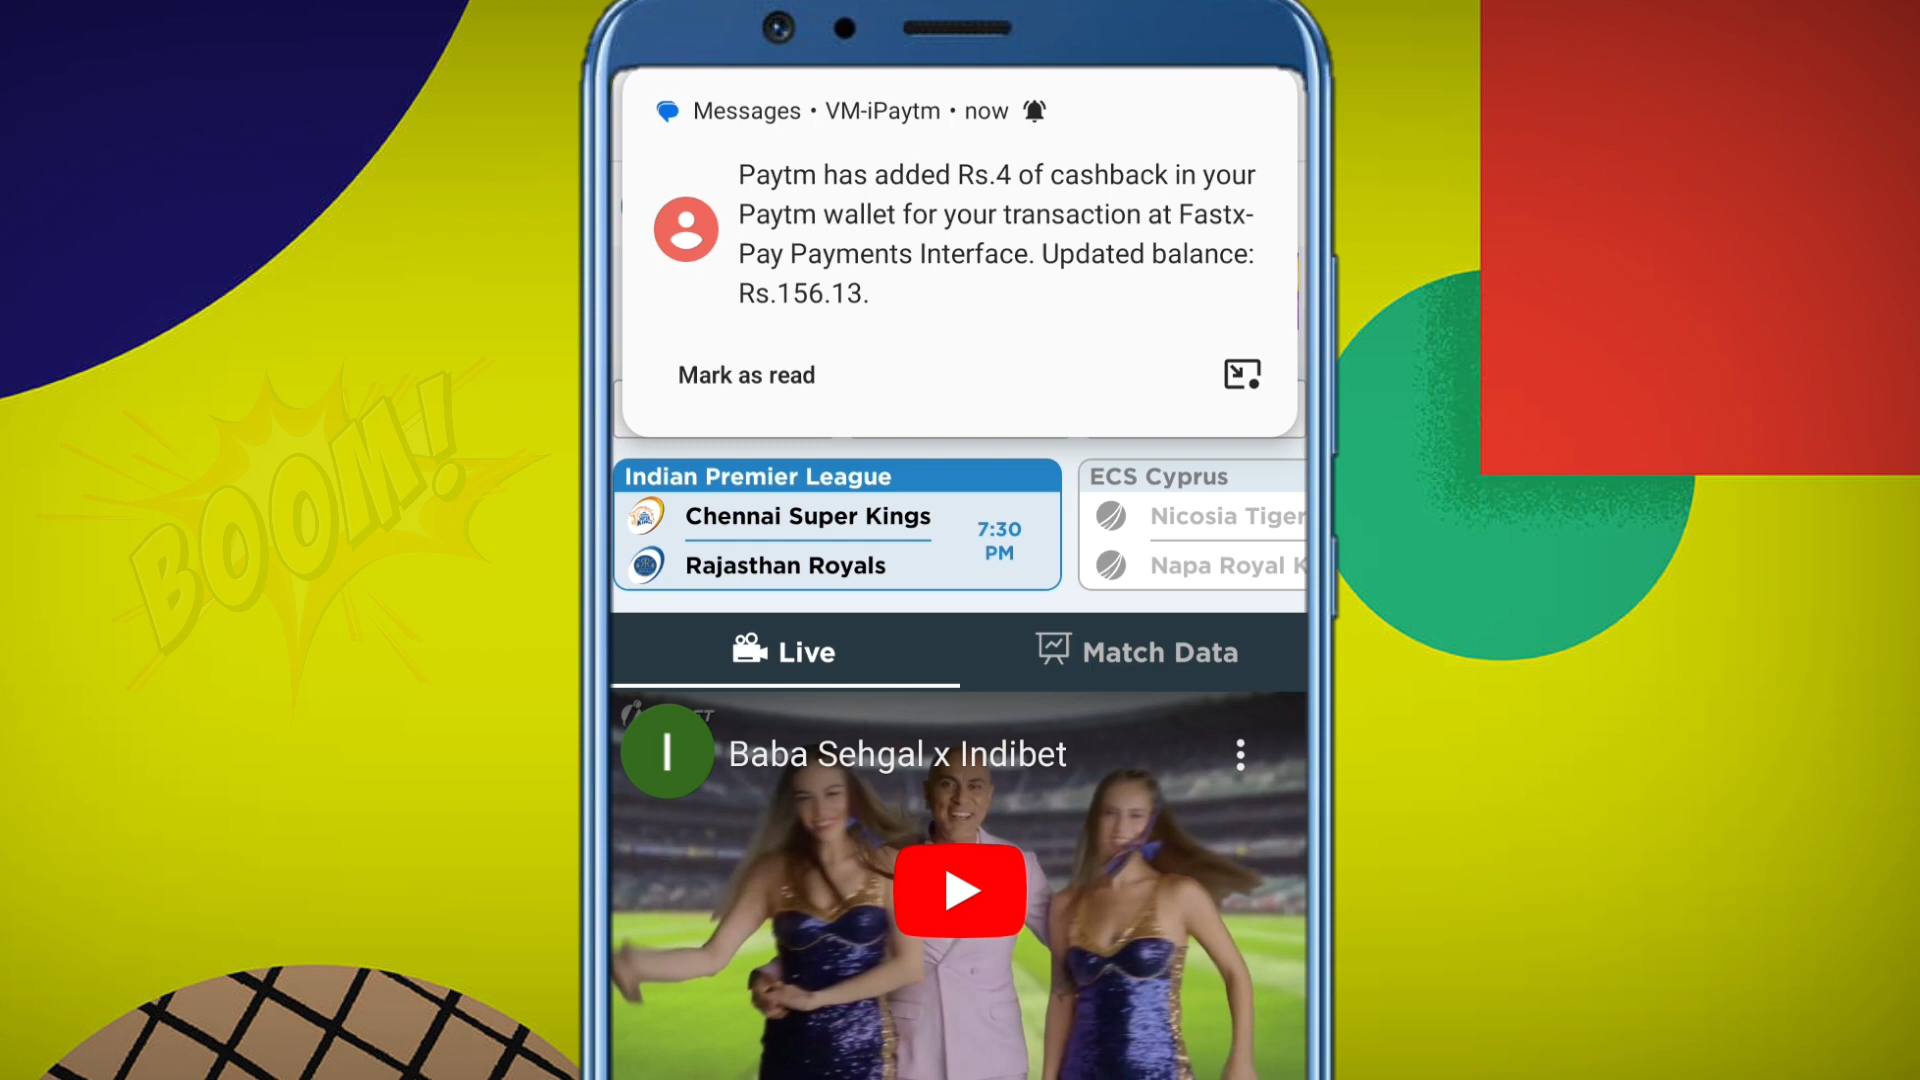 Messages • VM-iPaytm • now
Paytm has added Rs.4 of cashback in your
Paytm wallet for your transaction at Fastx-
Pay Payments Interface. Updated balance:
Rs.156.13.
Mark as read
Indian Premier League
Chennai Super Kings
Rajasthan Royals
7:30
PM
ECS Cyprus
Nicosia Tiger
Napa Royal K
Live
Match Data
I
Baba Sehgal x Indibet
BOOM!